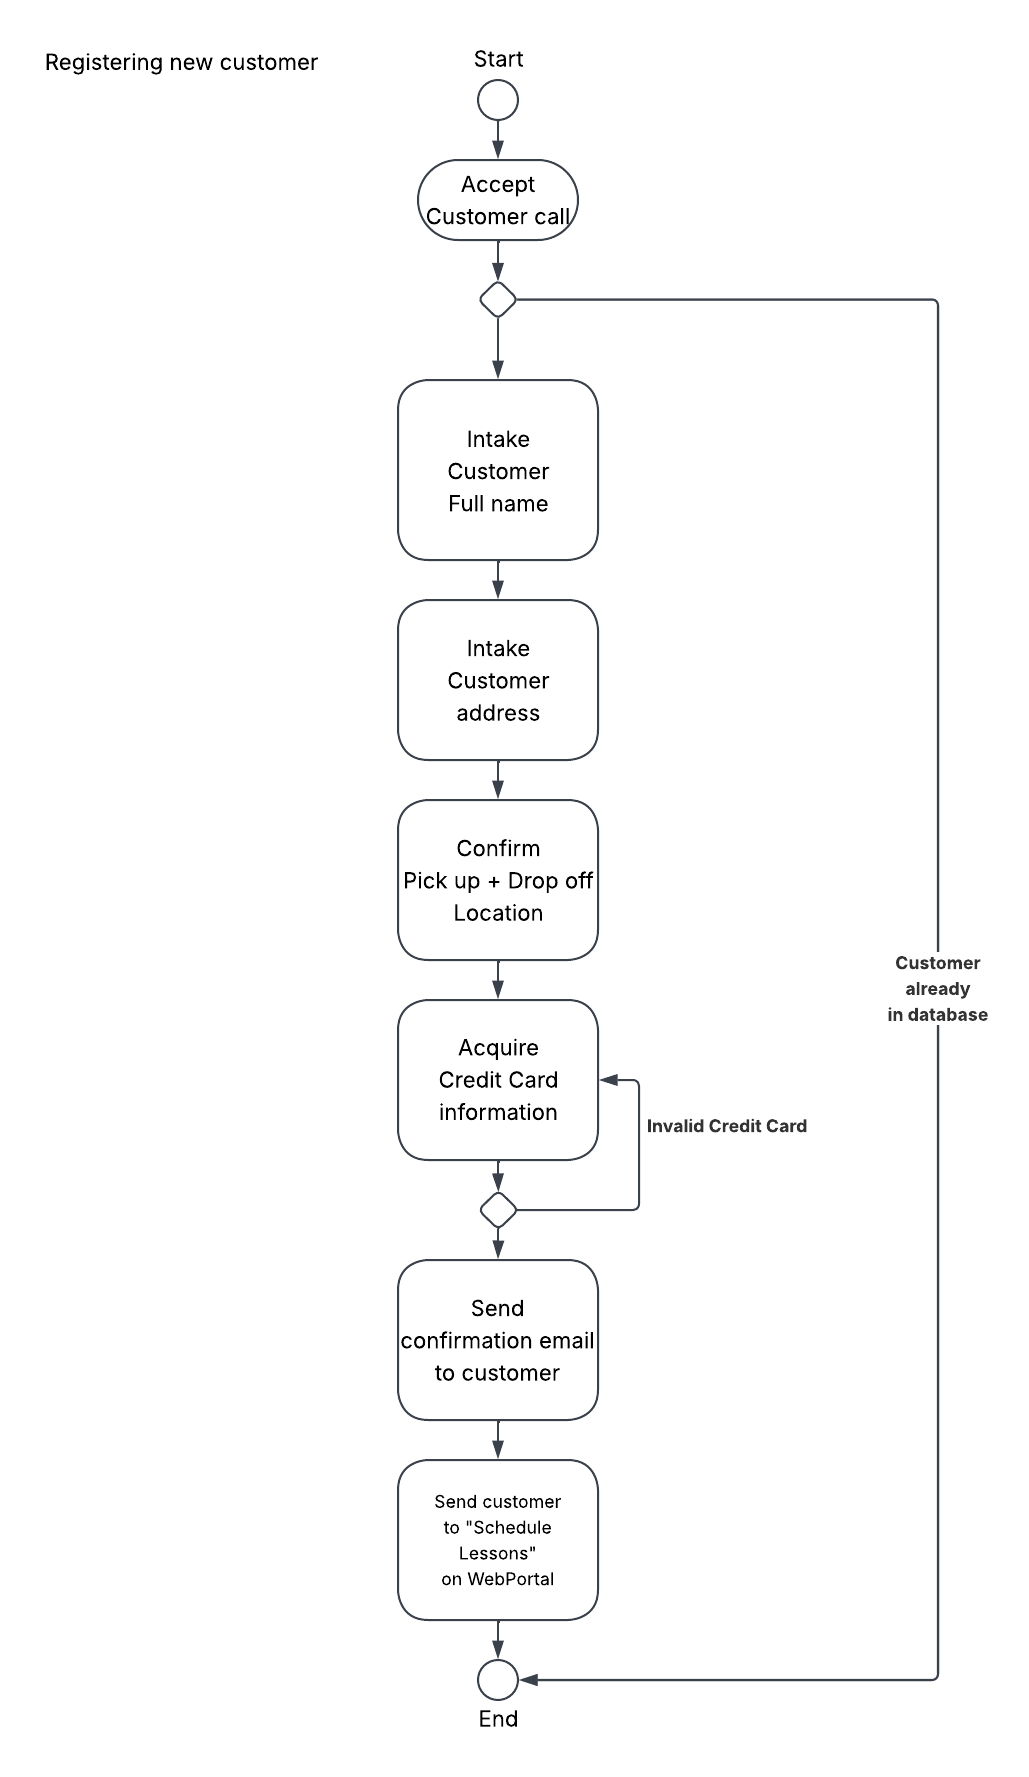 Registering new customer
Start
Accept
Customer call
Intake
Customer
Full name
Intake
Customer
address
Confirm
Pick up + Drop off
Location
Customer
already
in database
Acquire
Credit Card
information
Invalid Credit Card
Send
confirmation email
to customer
Send customer
to "Schedule
Lessons"
on WebPortal
End